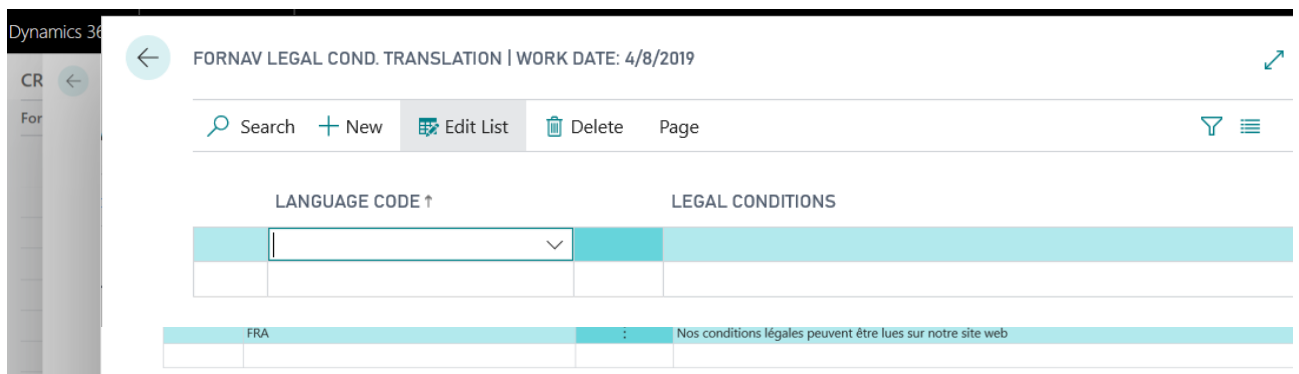 Dynamics 36
FORNAV LEGAL COND. TRANSLATION | WORK DATE: 4/8/2019
CR
For
Search New Edit List Delete Page
LANGUAGE CODE ↑ LEGAL CONDITIONS
FRA Nos conditions légales peuvent être lues sur notre site web